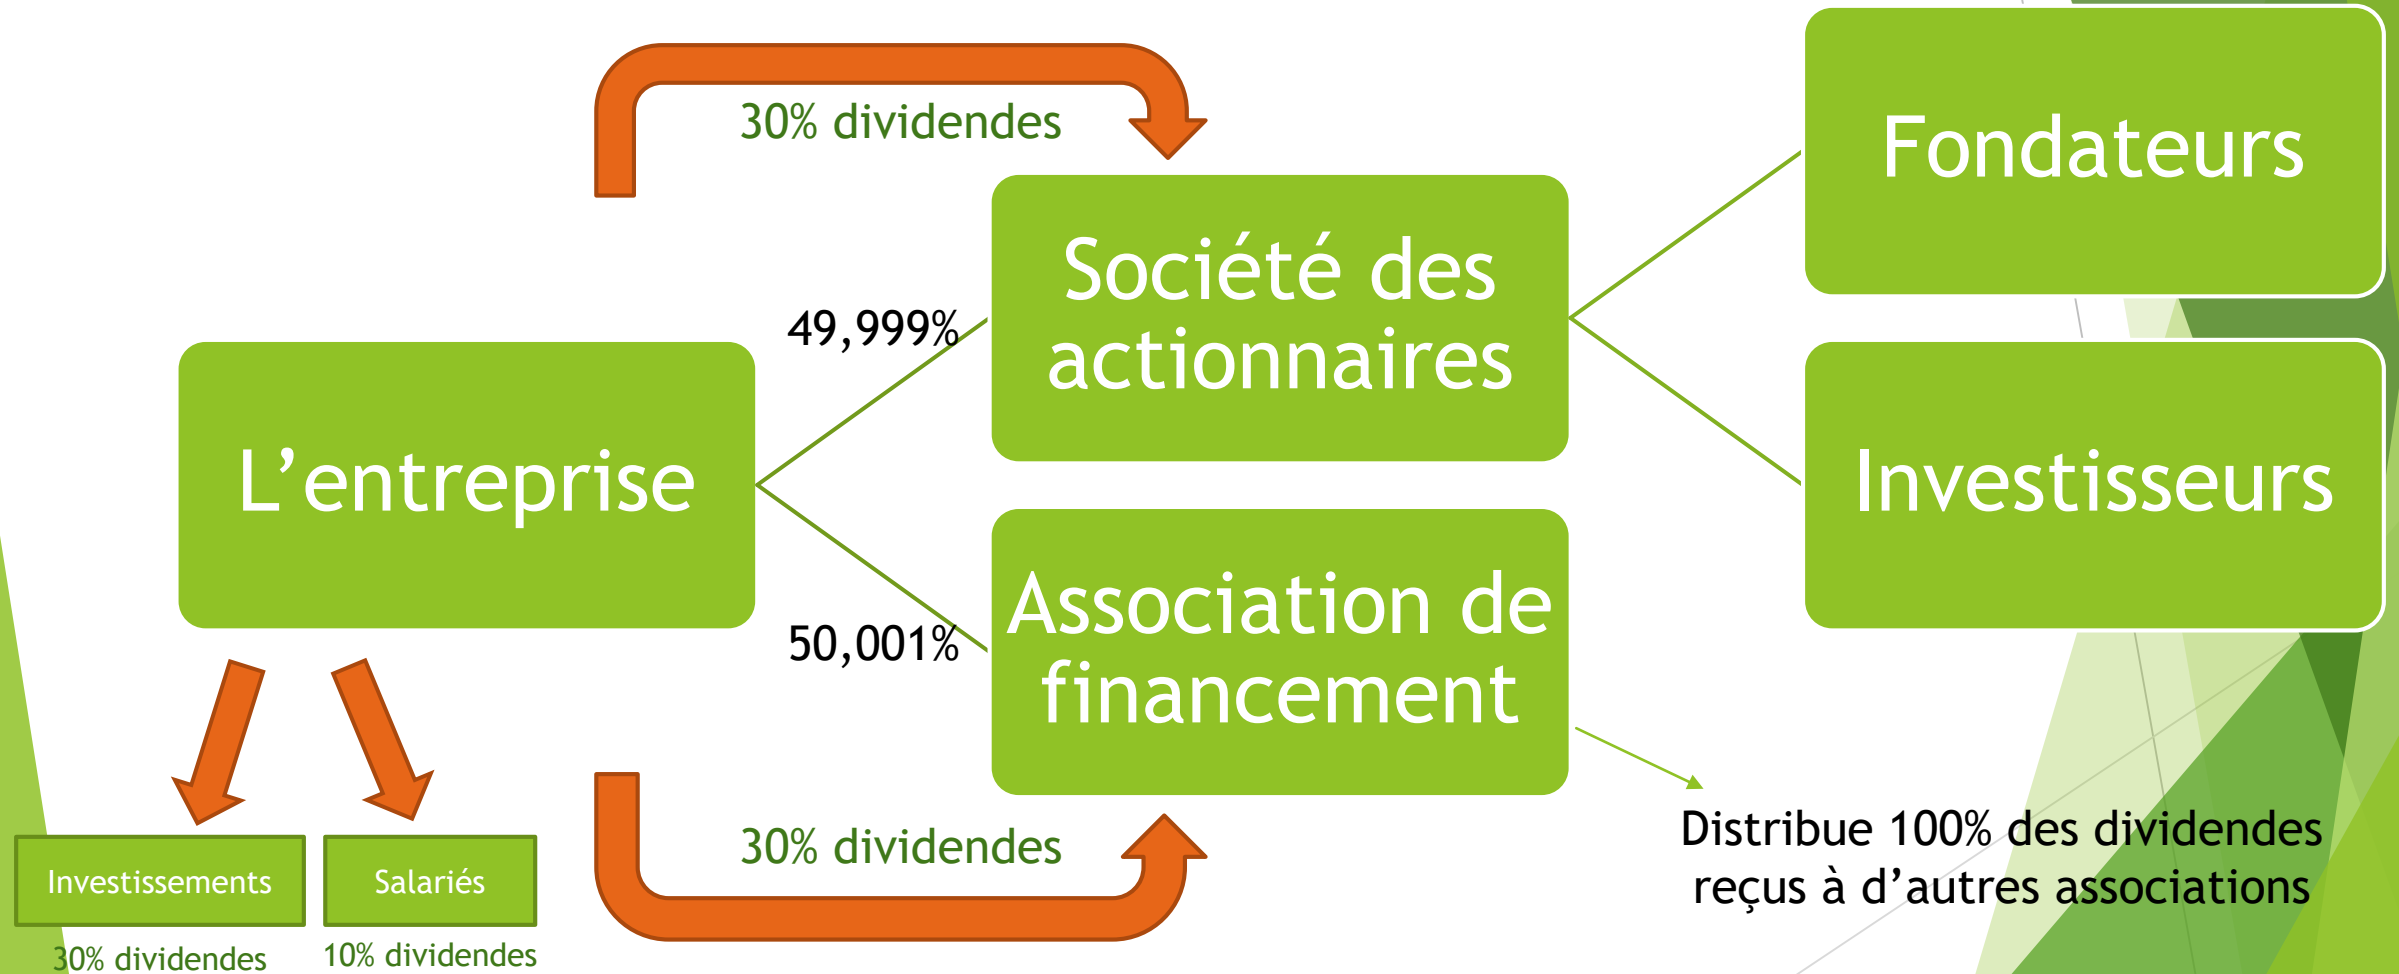 30% dividendes
Fondateurs
Société des
actionnaires
49,999%
L’entreprise
Investisseurs
50,001%
Association de
financement
30% dividendes
Distribue 100% des dividendes
reçus à d’autres associations
Investissements
Salariés
30% dividendes
10% dividendes